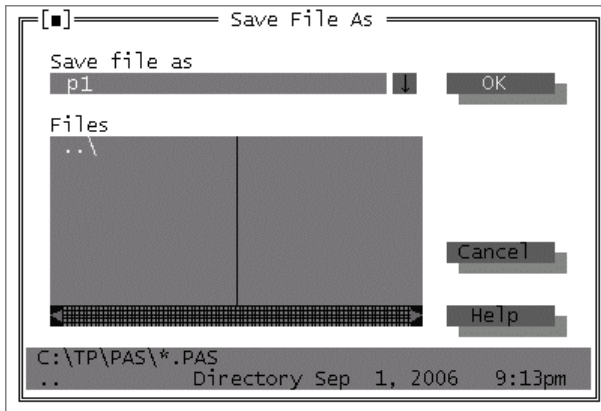 [■] Save File As
Save file as
p1 ↓ OK
Files
..\
Cancel
Help
C:\TP\PAS\*.PAS
.. Directory Sep 1, 2006 9:13pm